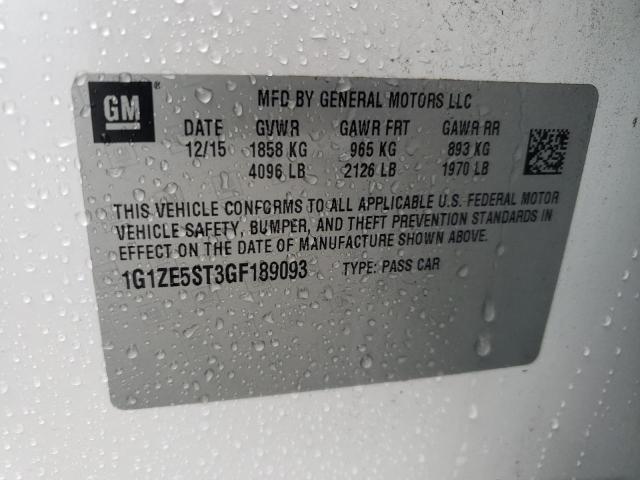 GM ®
MFD BY GENERAL MOTORS LLC
DATE GVWR GAWR FRT GAWR RR
12/15 1858 KG 965 KG 893 KG
4096 LB 2126 LB 1970 LB
THIS VEHICLE CONFORMS TO ALL APPLICABLE U.S. FEDERAL MOTOR
VEHICLE SAFETY, BUMPER, AND THEFT PREVENTION STANDARDS IN
EFFECT ON THE DATE OF MANUFACTURE SHOWN ABOVE.
1G1ZE5ST3GF189093 TYPE: PASS CAR